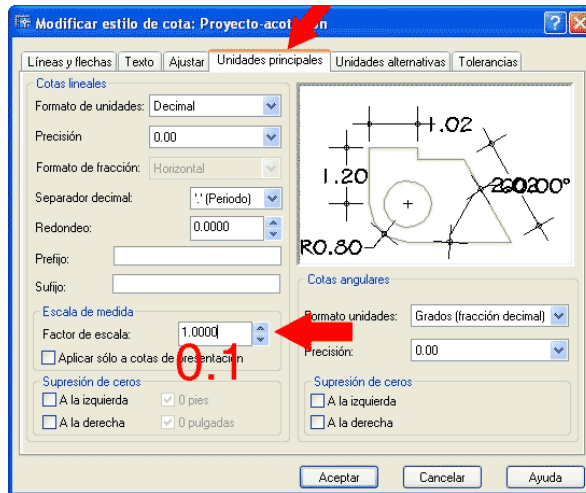 Modificar estilo de cota: Proyecto-acotación
Líneas y flechas Texto Ajustar Unidades principales Unidades alternativas Tolerancias
Cotas lineales
Formato de unidades: Decimal
Precisión 0.00
Formato de fracción: Horizontal
Separador decimal: '.' (Periodo)
Redondeo: 0.0000
Prefijo:
Sufijo:
Escala de medida
Factor de escala: 1.0000
Aplicar sólo a cotas de presentación
0.1
Supresión de ceros
A la izquierda 0 pies
A la derecha 0 pulgadas
1.02
1.20
R0.80
Cotas angulares
Formato unidades: Grados (fracción decimal)
Precisión: 0.00
Supresión de ceros
A la izquierda
A la derecha
Aceptar Cancelar Ayuda